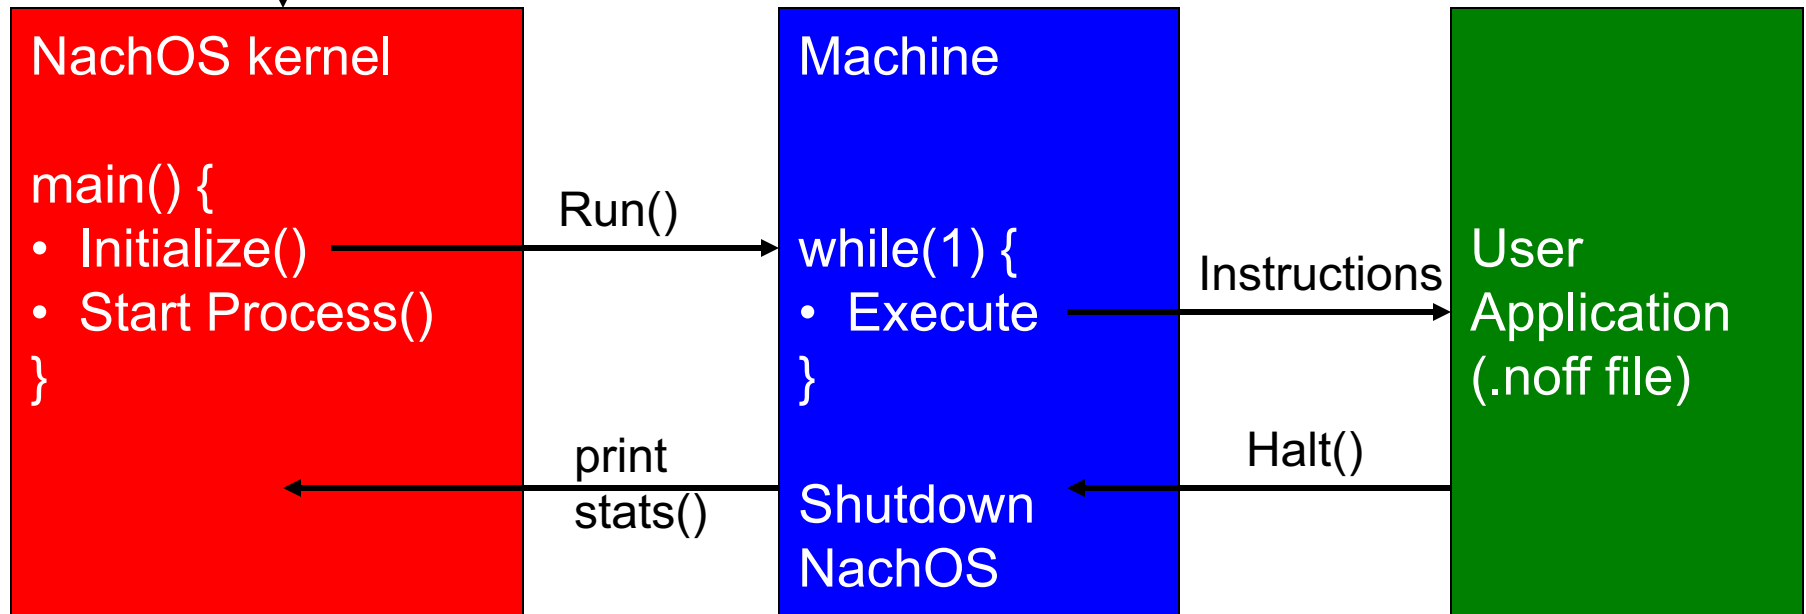 NachOS kernel
main() {
• Initialize()
• Start Process()
}
Run()
print
stats()
Machine
while(1) {
• Execute
}
Shutdown
NachOS
Instructions
Halt()
User
Application
(.noff file)